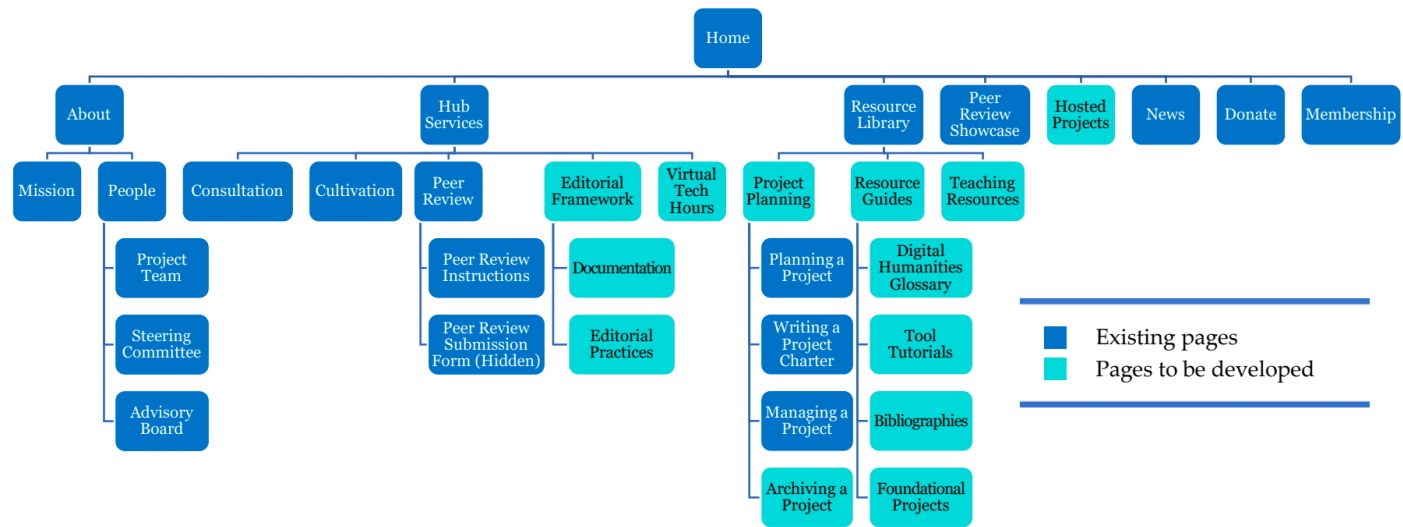 Home
About
Hub
Services
Resource
Library
Peer
Review
Showcase
Hosted
Projects
News
Donate
Membership
Mission
People
Consultation
Cultivation
Peer
Review
Editorial
Framework
Virtual
Tech
Hours
Project
Planning
Resource
Guides
Teaching
Resources
Project
Team
Steering
Committee
Advisory
Board
Peer Review
Instructions
Peer Review
Submission
Form (Hidden)
Documentation
Editorial
Practices
Planning a
Project
Writing a
Project
Charter
Managing a
Project
Archiving a
Project
Digital
Humanities
Glossary
Tool
Tutorials
Bibliographies
Foundational
Projects
Existing pages
Pages to be developed